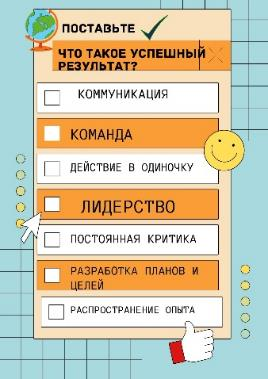 ПОСТАВЬТЕ
ЧТО ТАКОЕ УСПЕШНЫЙ
РЕЗУЛЬТАТ?
КОММУНИКАЦИЯ
КОМАНДА
ДЕЙСТВИЕ В ОДИНОЧКУ
ЛИДЕРСТВО
ПОСТОЯННАЯ КРИТИКА
РАЗРАБОТКА ПЛАНОВ И
ЦЕЛЕЙ
РАСПРОСТРАНЕНИЕ ОПЫТА